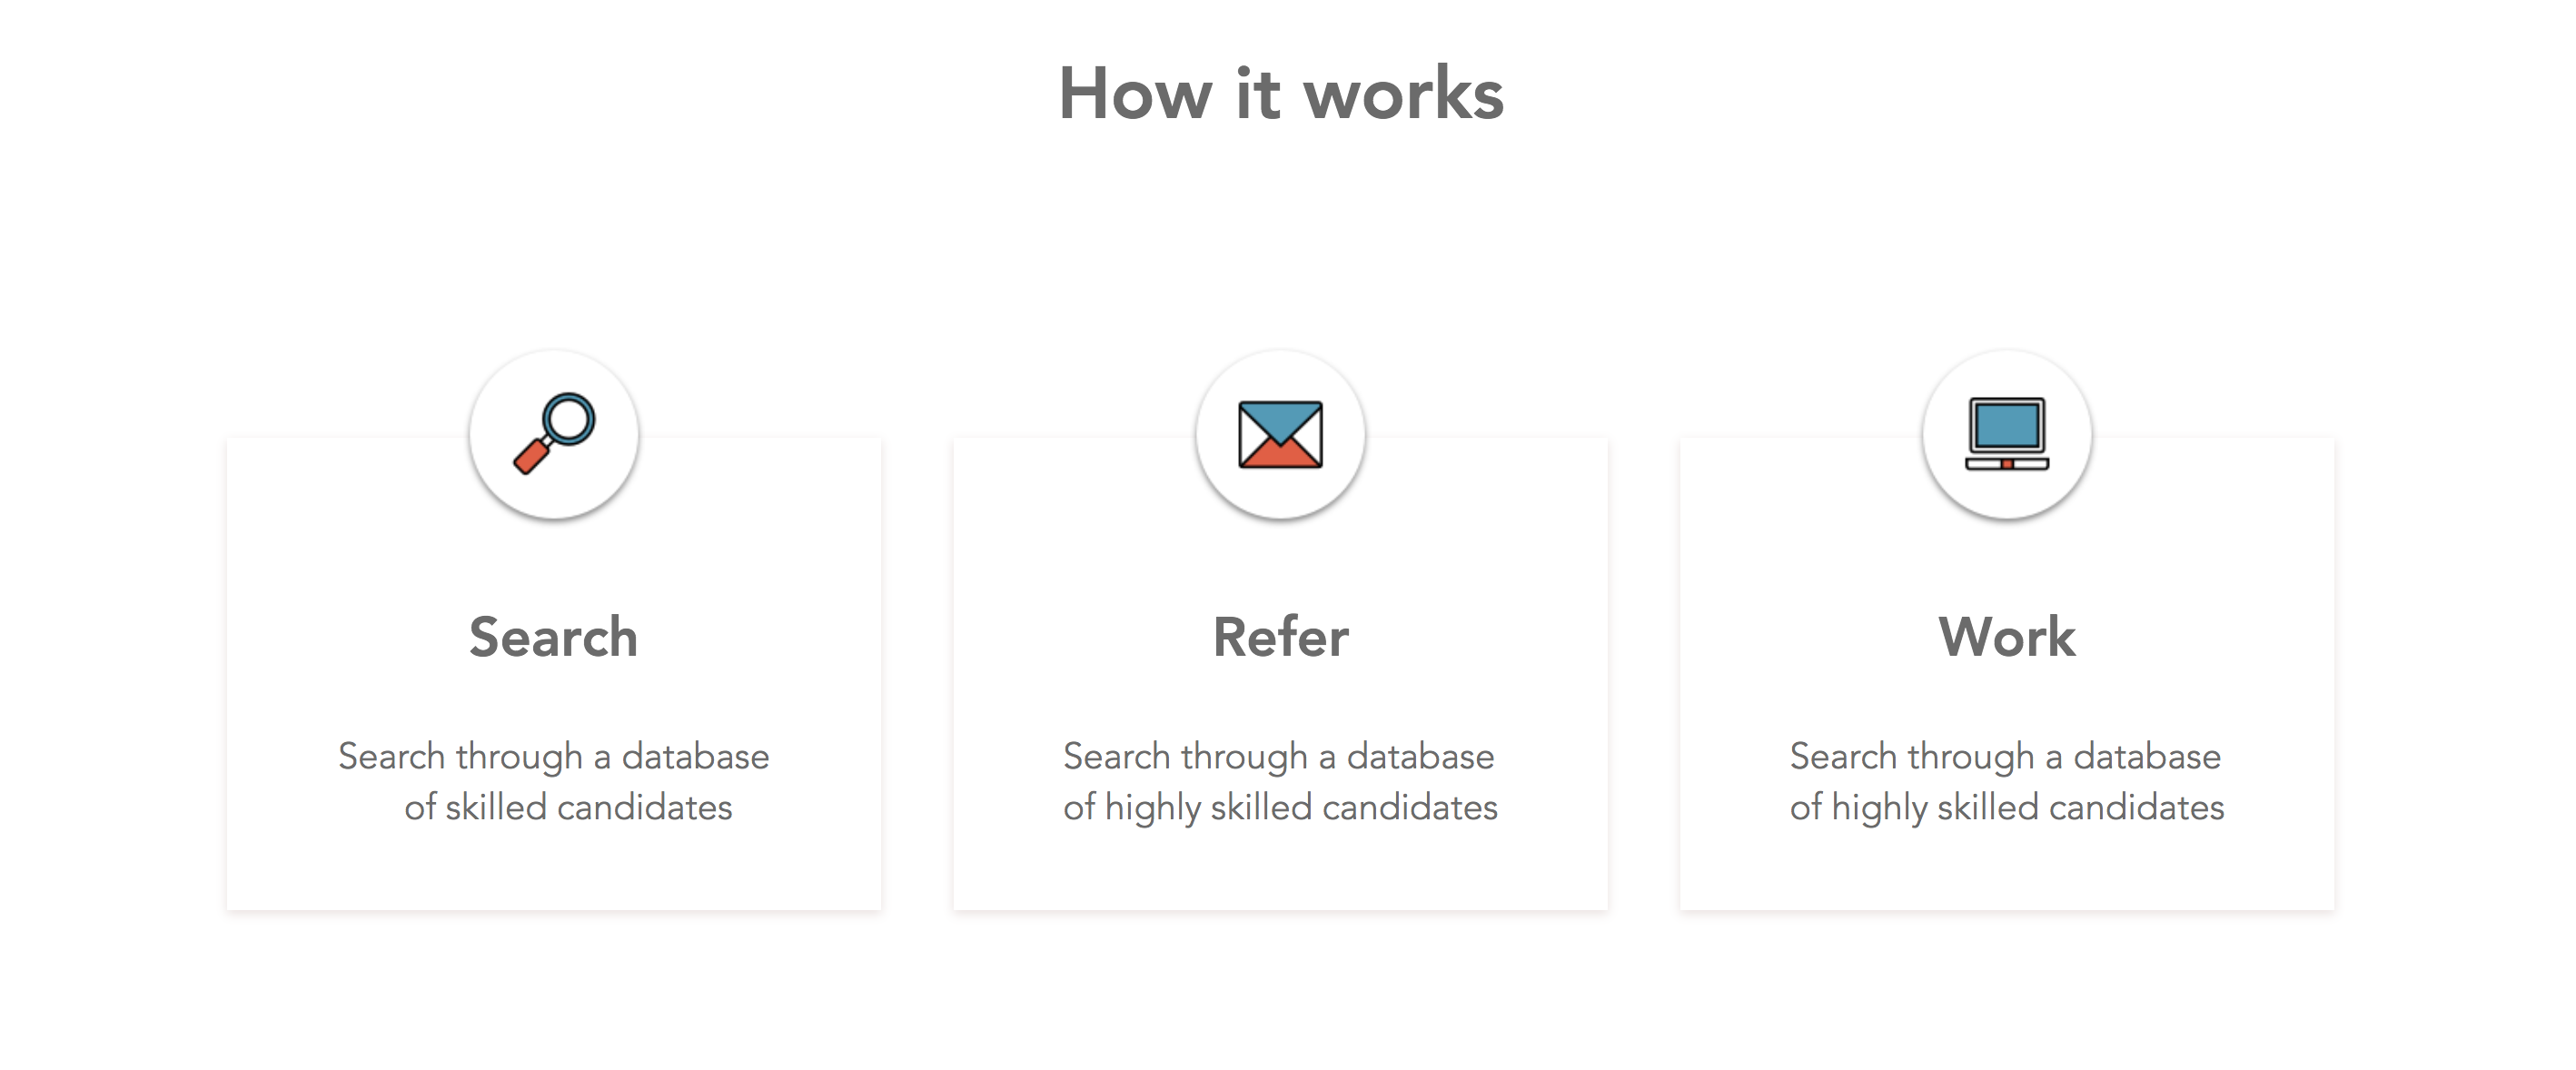 How it works
Search
Search through a database
of skilled candidates
Refer
Search through a database
of highly skilled candidates
Work
Search through a database
of highly skilled candidates